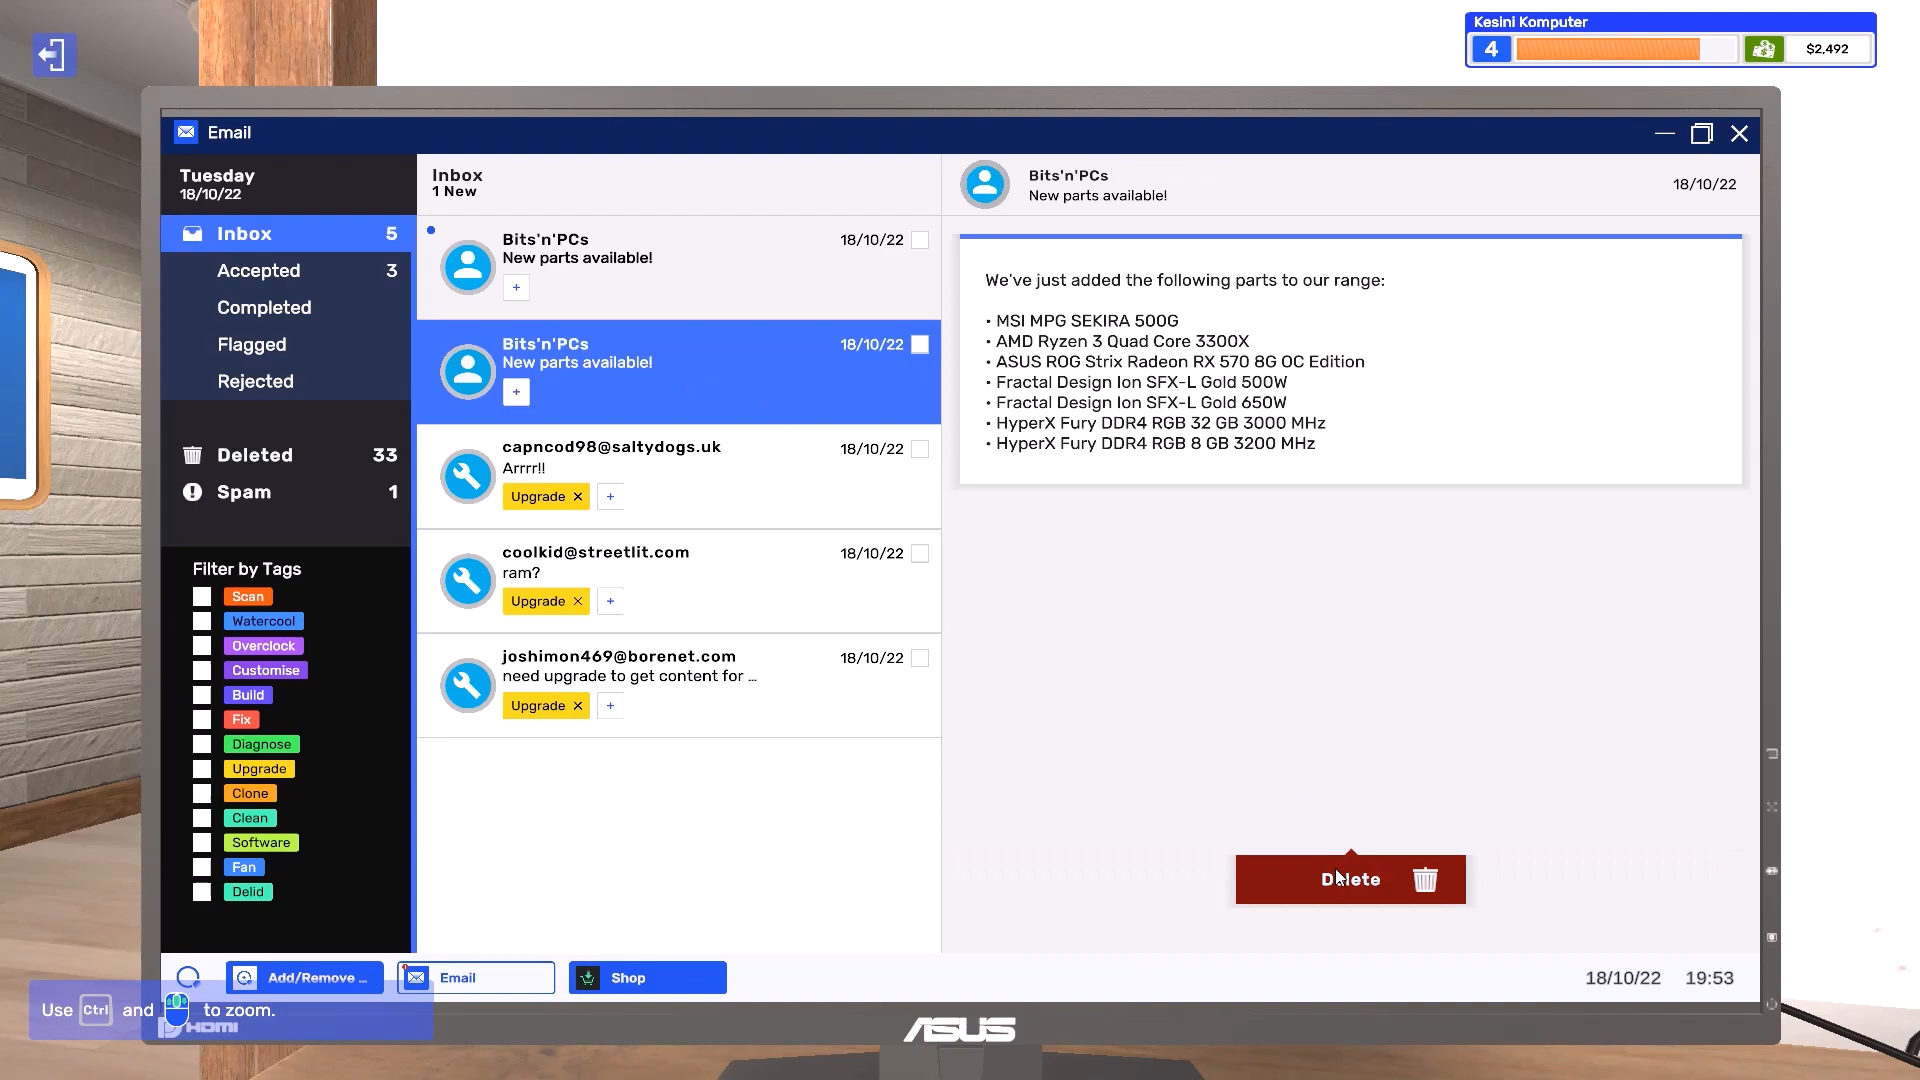 Kesini Komputer
4
$2,492
Email
Tuesday
18/10/22
Inbox 5
Accepted 3
Completed
Flagged
Rejected
Deleted 33
Spam 1
Filter by Tags
Scan
Watercool
Overclock
Customise
Build
Fix
Diagnose
Upgrade
Clone
Clean
Software
Fan
Delid
Inbox
1 New
Bits'n'PCs 18/10/22
New parts available!
+
Bits'n'PCs 18/10/22
New parts available!
+
capncod98@saltydogs.uk 18/10/22
Arrrr!!
Upgrade × +
coolkid@streetlit.com 18/10/22
ram?
Upgrade × +
joshimon469@borenet.com 18/10/22
need upgrade to get content for ...
Upgrade × +
Bits'n'PCs 18/10/22
New parts available!
We've just added the following parts to our range:
• MSI MPG SEKIRA 500G
• AMD Ryzen 3 Quad Core 3300X
• ASUS ROG Strix Radeon RX 570 8G OC Edition
• Fractal Design Ion SFX-L Gold 500W
• Fractal Design Ion SFX-L Gold 650W
• HyperX Fury DDR4 RGB 32 GB 3000 MHz
• HyperX Fury DDR4 RGB 8 GB 3200 MHz
Delete
Add/Remove ... Email Shop 18/10/22 19:53
Use Ctrl and to zoom.
HDMI
ASUS